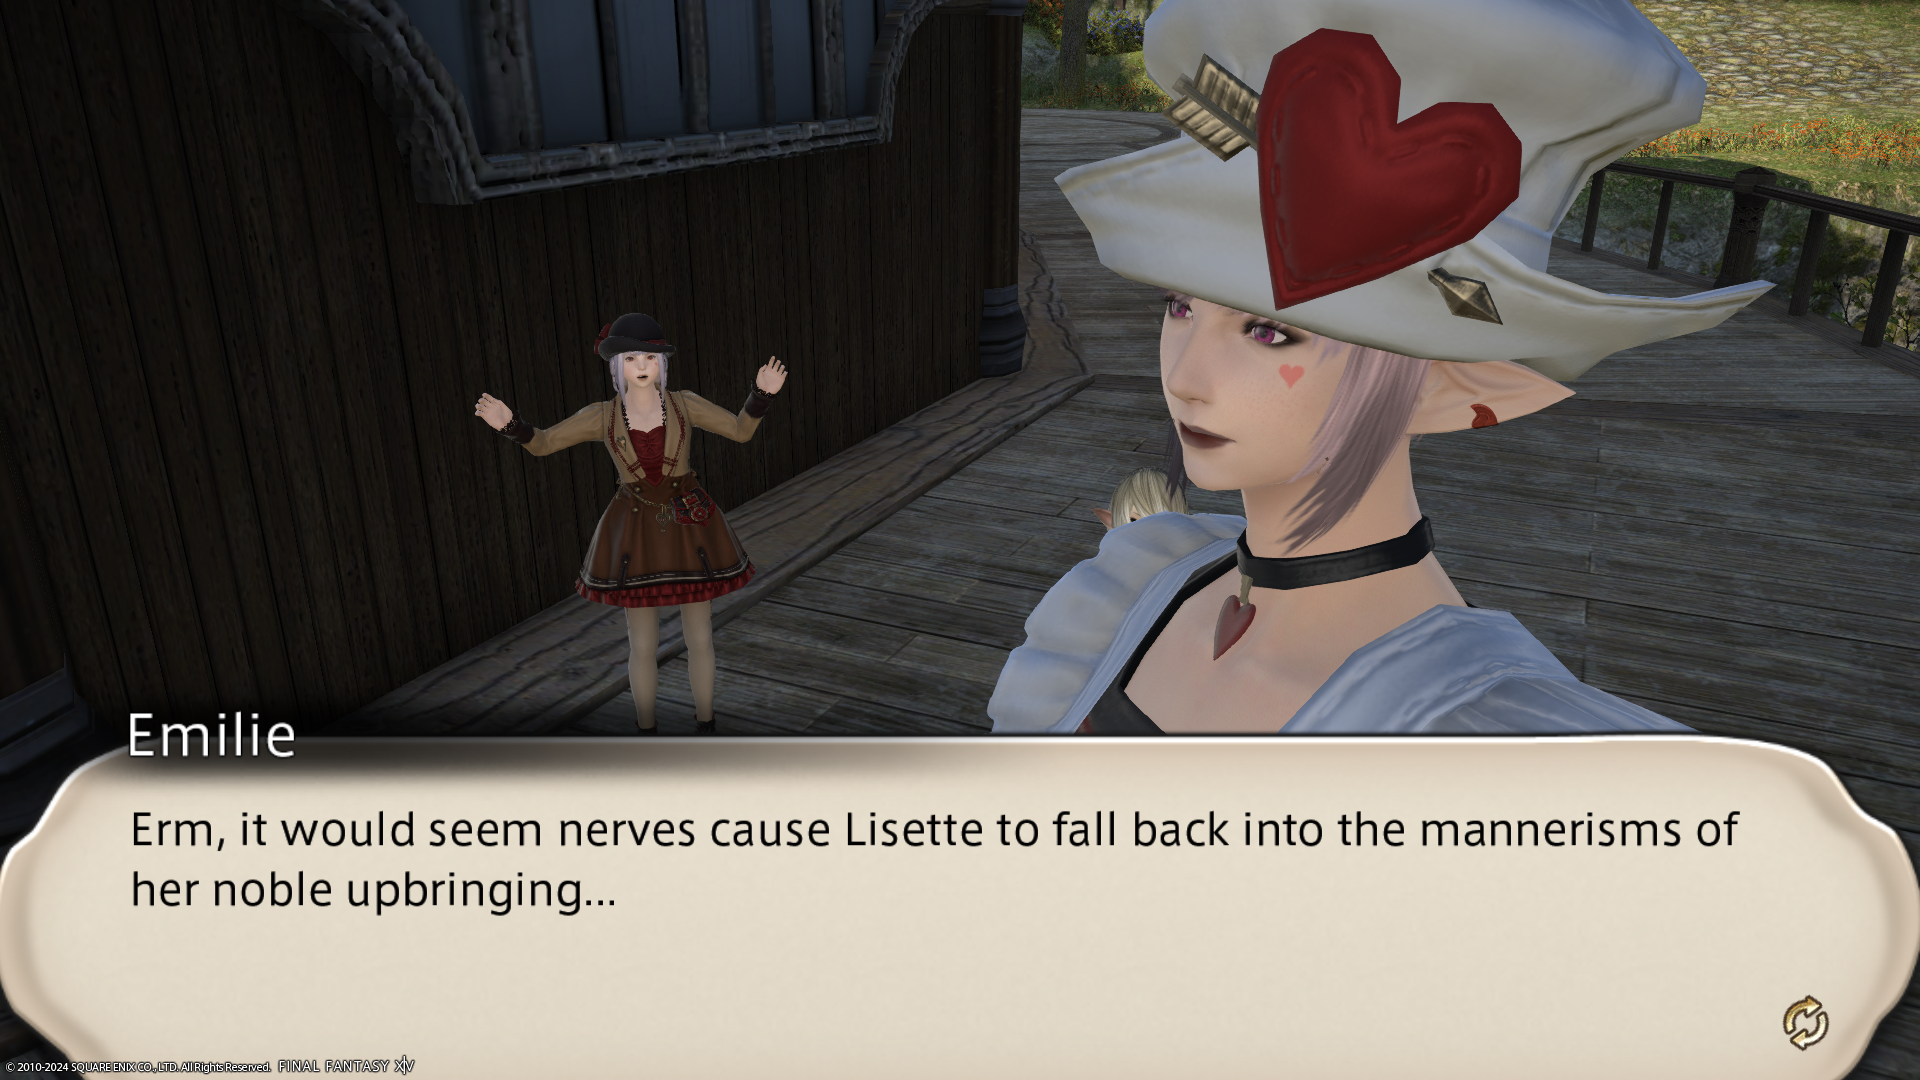 Emilie
Erm, it would seem nerves cause Lisette to fall back into the mannerisms of
her noble upbringing...
© 2010-2024 SQUARE ENIX CO., LTD. All Rights Reserved. FINAL FANTASY XIV